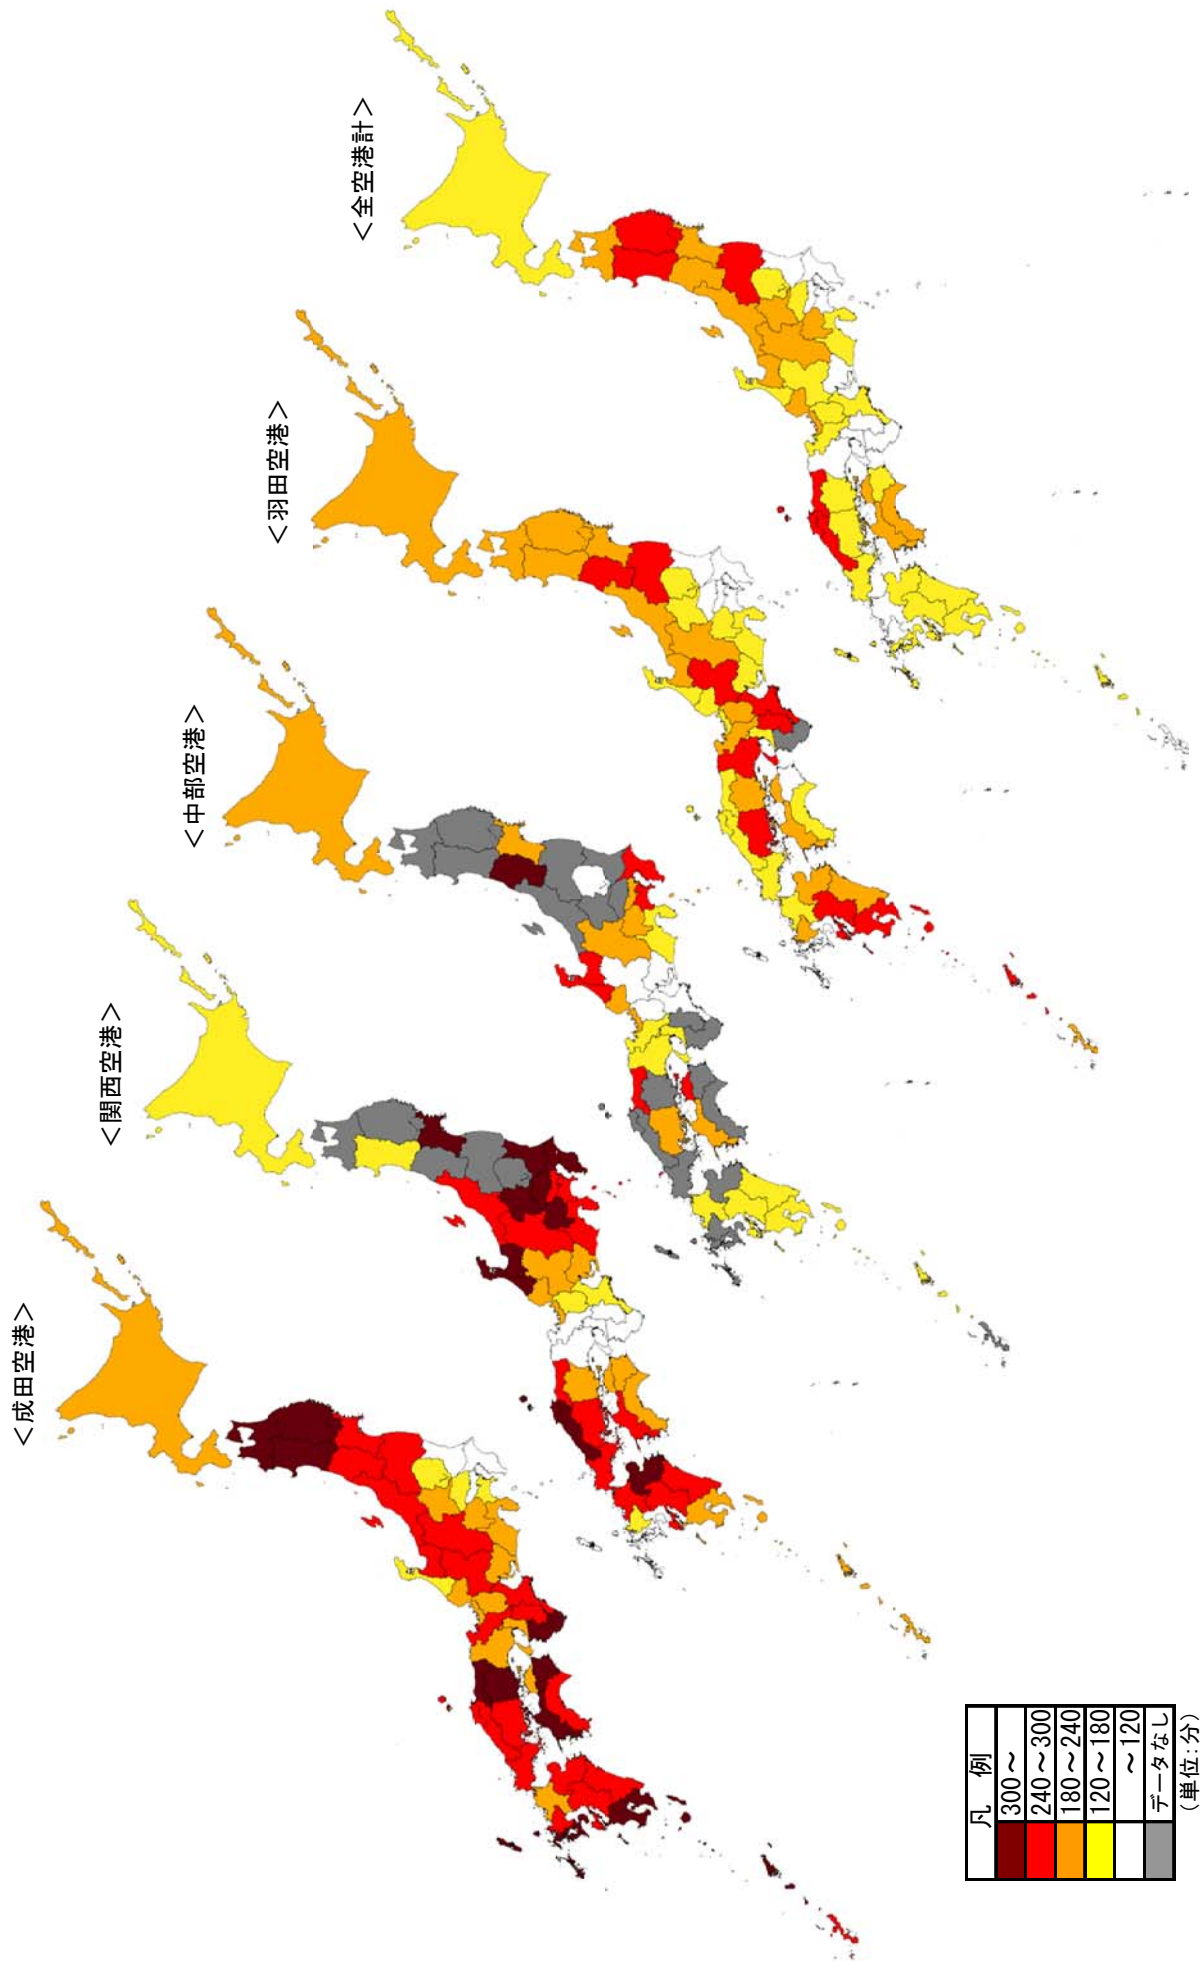 ＜成田空港＞
＜関西空港＞
＜中部空港＞
＜羽田空港＞
＜全空港計＞
凡 例
300～
240～300
180～240
120～180
～120
データなし
（単位:分）